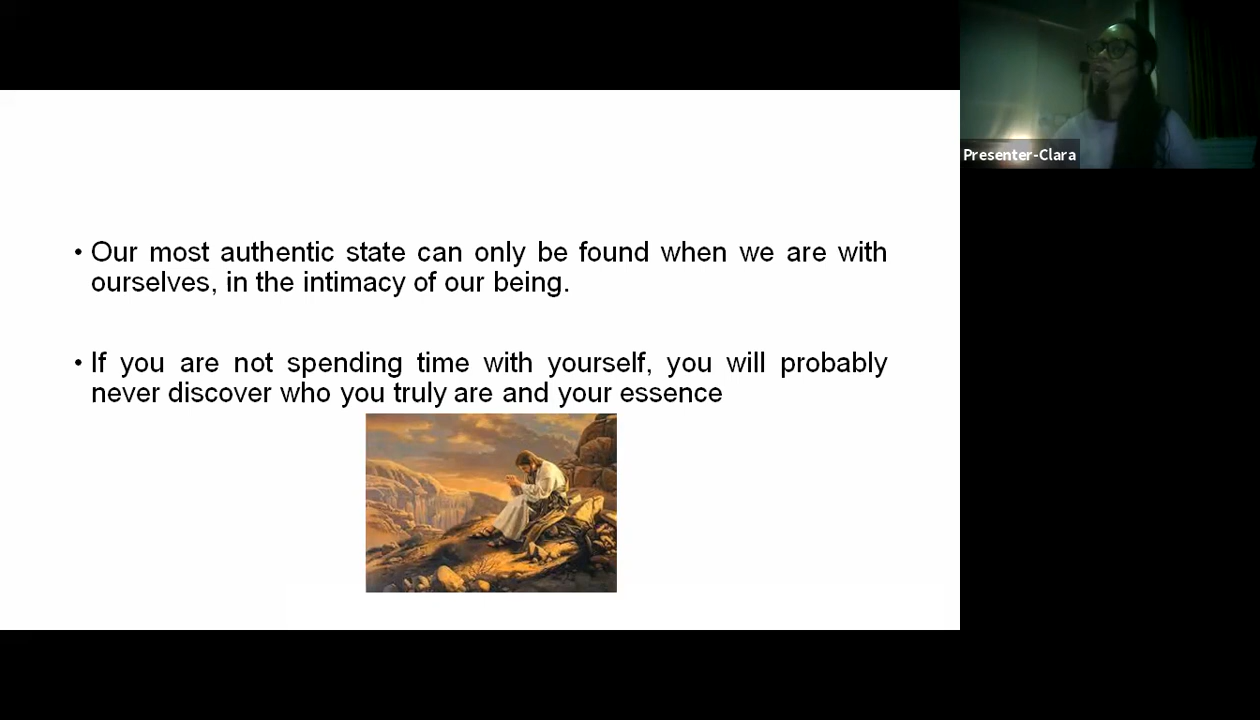 • Our most authentic state can only be found when we are with
ourselves, in the intimacy of our being.
• If you are not spending time with yourself, you will probably
never discover who you truly are and your essence
Presenter-Clara